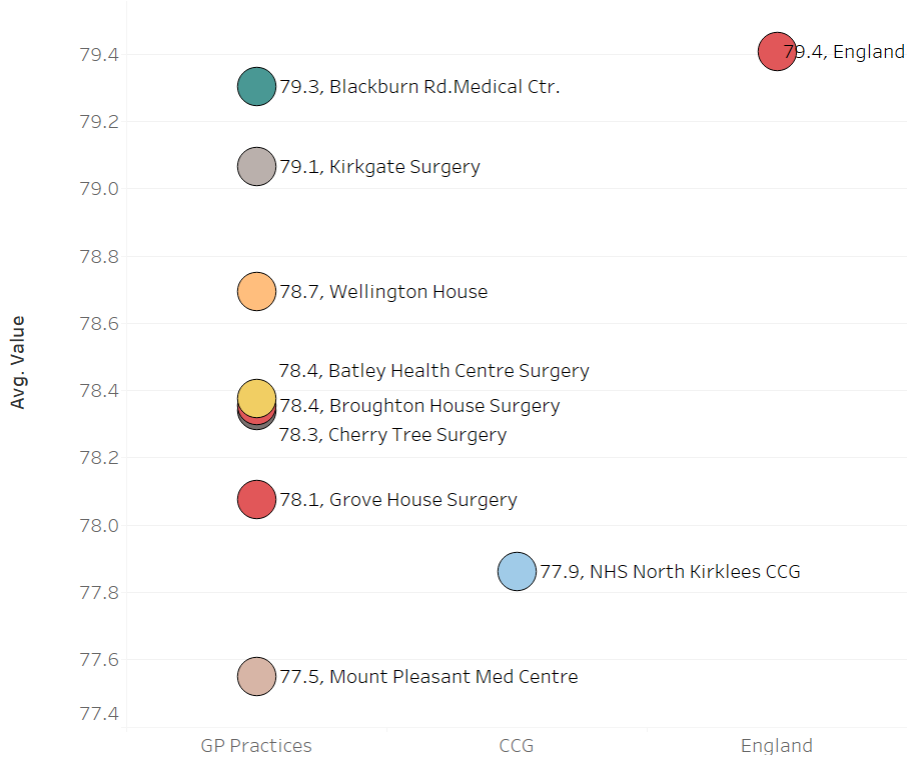 79.4
79.4, England
79.3, Blackburn Rd.Medical Ctr.
79.2
79.1, Kirkgate Surgery
79.0
78.8
78.7, Wellington House
78.6
78.4, Batley Health Centre Surgery
78.4
78.4, Broughton House Surgery
78.3, Cherry Tree Surgery
78.2
78.1, Grove House Surgery
78.0
77.9, NHS North Kirklees CCG
77.8
77.6
77.5, Mount Pleasant Med Centre
77.4
Avg. Value
GP Practices
CCG
England